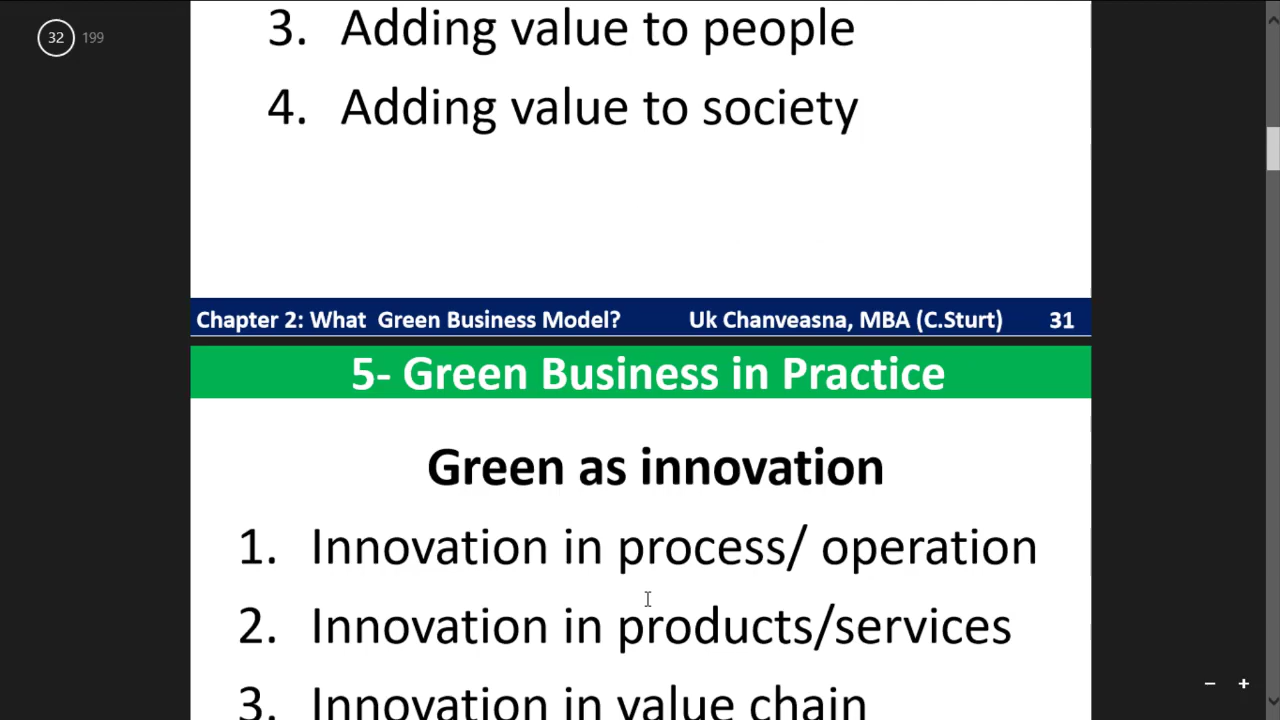 32 199
3. Adding value to people
4. Adding value to society
Chapter 2: What Green Business Model? Uk Chanveasna, MBA (C.Sturt) 31
5- Green Business in Practice
Green as innovation
1. Innovation in process/ operation
2. Innovation in products/services
3. Innovation in value chain